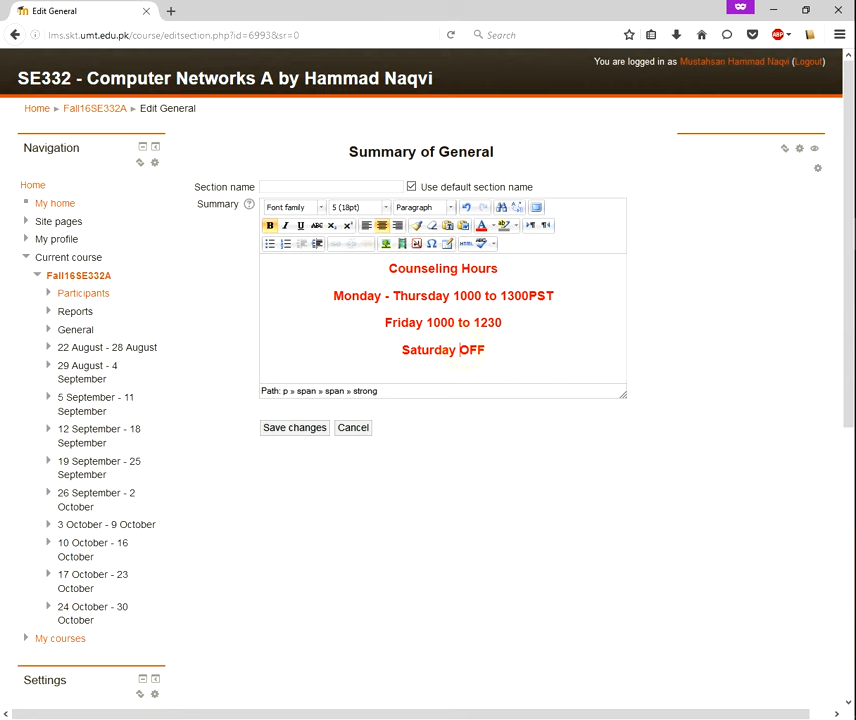 Edit General
lms.skt.umt.edu.pk/course/editsection.php?id=6993&sr=0
Search
ABP
You are logged in as Mustahsan Hammad Naqvi (Logout)
SE332 - Computer Networks A by Hammad Naqvi
Home ▶ Fall16SE332A ▶ Edit General
Navigation
Home
My home
Site pages
My profile
Current course
Fall16SE332A
Participants
Reports
General
22 August - 28 August
29 August - 4
September
5 September - 11
September
12 September - 18
September
19 September - 25
September
26 September - 2
October
3 October - 9 October
10 October - 16
October
17 October - 23
October
24 October - 30
October
My courses
Settings
Summary of General
Section name
Use default section name
Summary
Font family
5 (18pt)
Paragraph
B I U ABC x₂ x²
HTML
Counseling Hours
Monday - Thursday 1000 to 1300PST
Friday 1000 to 1230
Saturday OFF
Path: p » span » span » strong
Save changes
Cancel